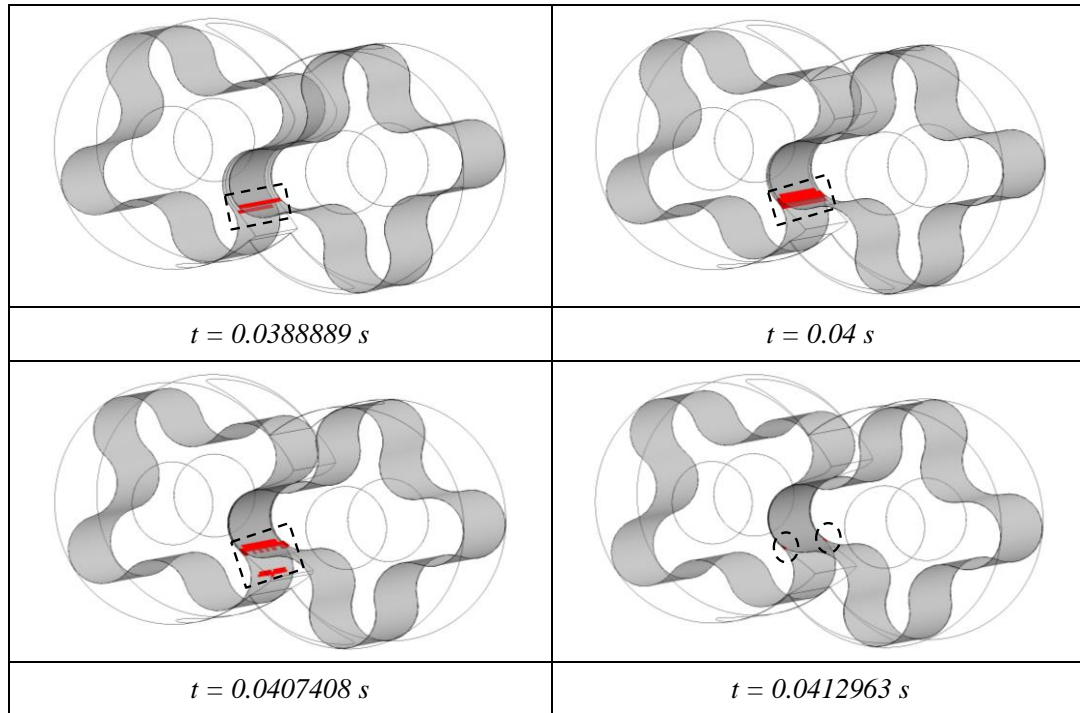 t = 0.0388889 s
t = 0.04 s
t = 0.0407408 s
t = 0.0412963 s